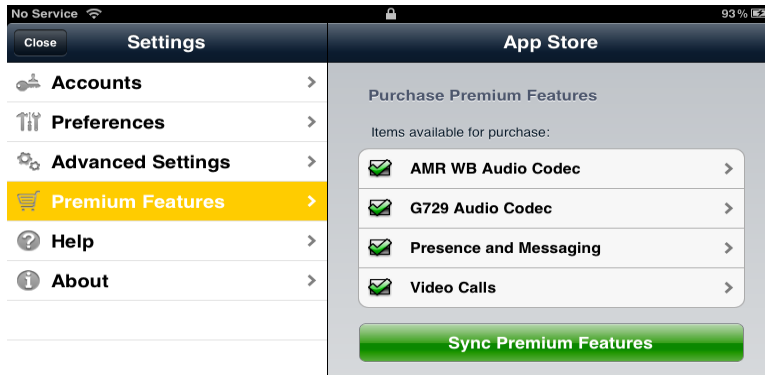 No Service 93%
Close Settings App Store
Accounts
Preferences
Advanced Settings
Premium Features
Help
About
Purchase Premium Features
Items available for purchase:
AMR WB Audio Codec
G729 Audio Codec
Presence and Messaging
Video Calls
Sync Premium Features